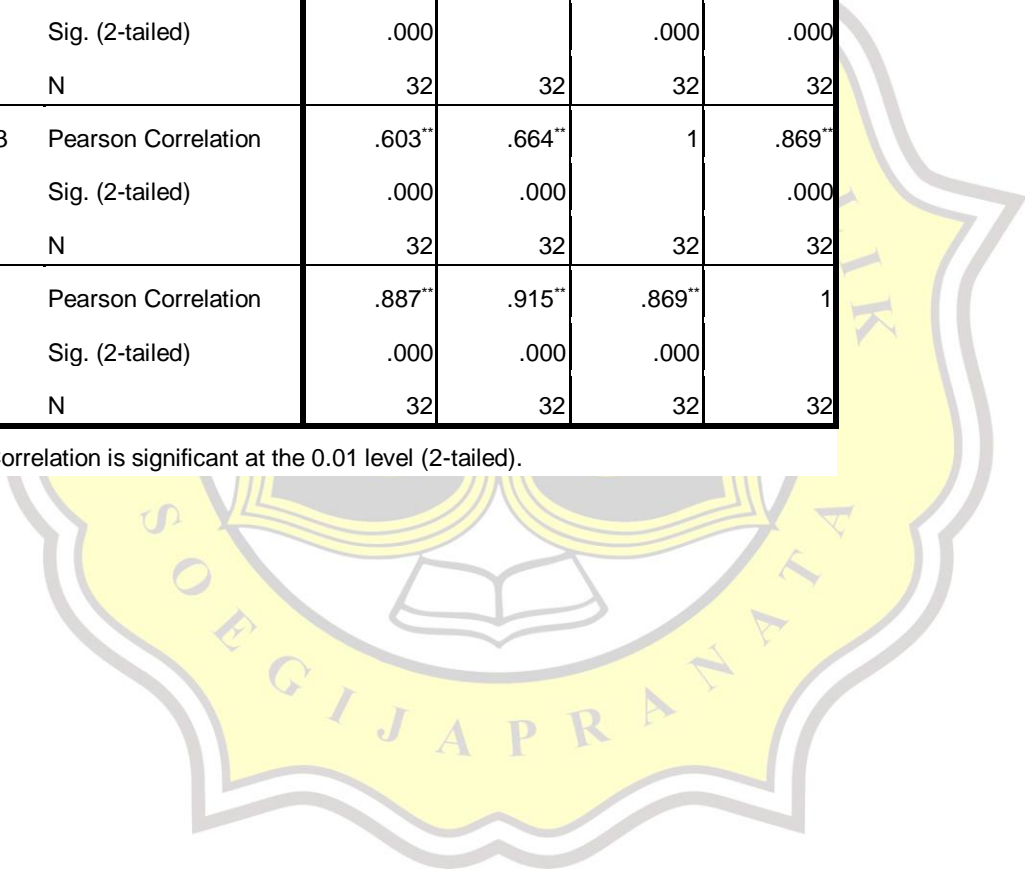 Sig. (2-tailed) .000 .000 .000
N 32 32 32 32
Pearson Correlation .603** .664** 1 .869**
Sig. (2-tailed) .000 .000 .000
N 32 32 32 32
Pearson Correlation .887** .915** .869** 1
Sig. (2-tailed) .000 .000 .000
N 32 32 32 32
orrelation is significant at the 0.01 level (2-tailed).
SOEGIJAPRANATA